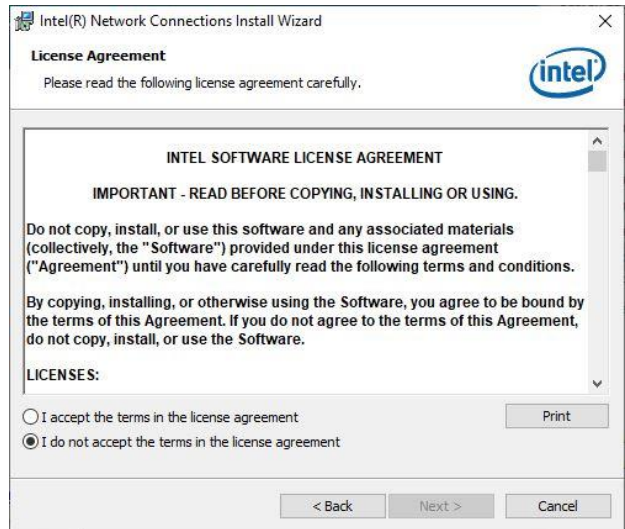 Intel(R) Network Connections Install Wizard
License Agreement
Please read the following license agreement carefully.
intel
INTEL SOFTWARE LICENSE AGREEMENT
IMPORTANT - READ BEFORE COPYING, INSTALLING OR USING.
Do not copy, install, or use this software and any associated materials
(collectively, the "Software") provided under this license agreement
("Agreement") until you have carefully read the following terms and conditions.
By copying, installing, or otherwise using the Software, you agree to be bound by
the terms of this Agreement. If you do not agree to the terms of this Agreement,
do not copy, install, or use the Software.
LICENSES:
I accept the terms in the license agreement
Print
I do not accept the terms in the license agreement
< Back
Next >
Cancel